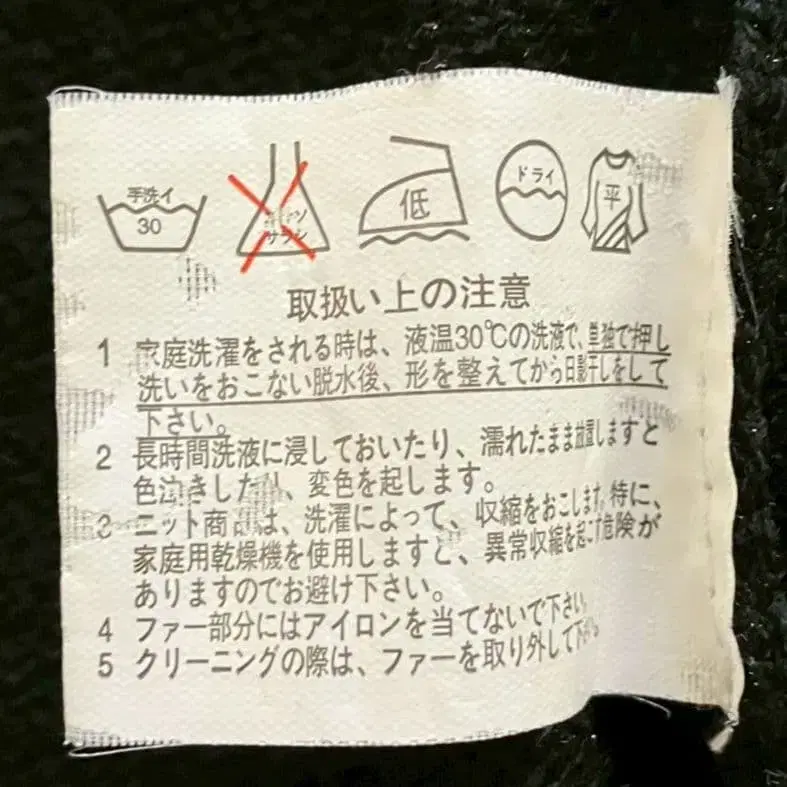 手洗イ
30
エンソ
サラシ
低
ドライ
平
取扱い上の注意
1 家庭洗濯をされる時は、液温30℃の洗液で、単独で押し
洗いをおこない脱水後、形を整えてから日影干しをして
下さい。
2 長時間洗液に浸しておいたり、濡れたまま放置しますと
色泣きしたり、変色を起します。
3 ニット商品は、洗濯によって、収縮をおこします。特に、
家庭用乾燥機を使用しますと、異常収縮を起こす危険が
ありますのでお避け下さい。
4 ファー部分にはアイロンを当てないで下さい
5 クリーニングの際は、ファーを取り外して下さい